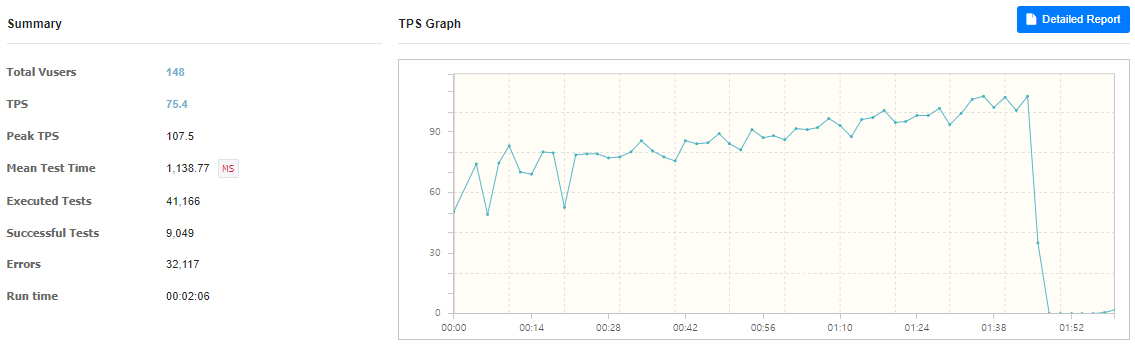 Summary
Total Vusers 148
TPS 75.4
Peak TPS 107.5
Mean Test Time 1,138.77 MS
Executed Tests 41,166
Successful Tests 9,049
Errors 32,117
Run time 00:02:06
TPS Graph
Detailed Report
90
60
30
0
00:00 00:14 00:28 00:42 00:56 01:10 01:24 01:38 01:52